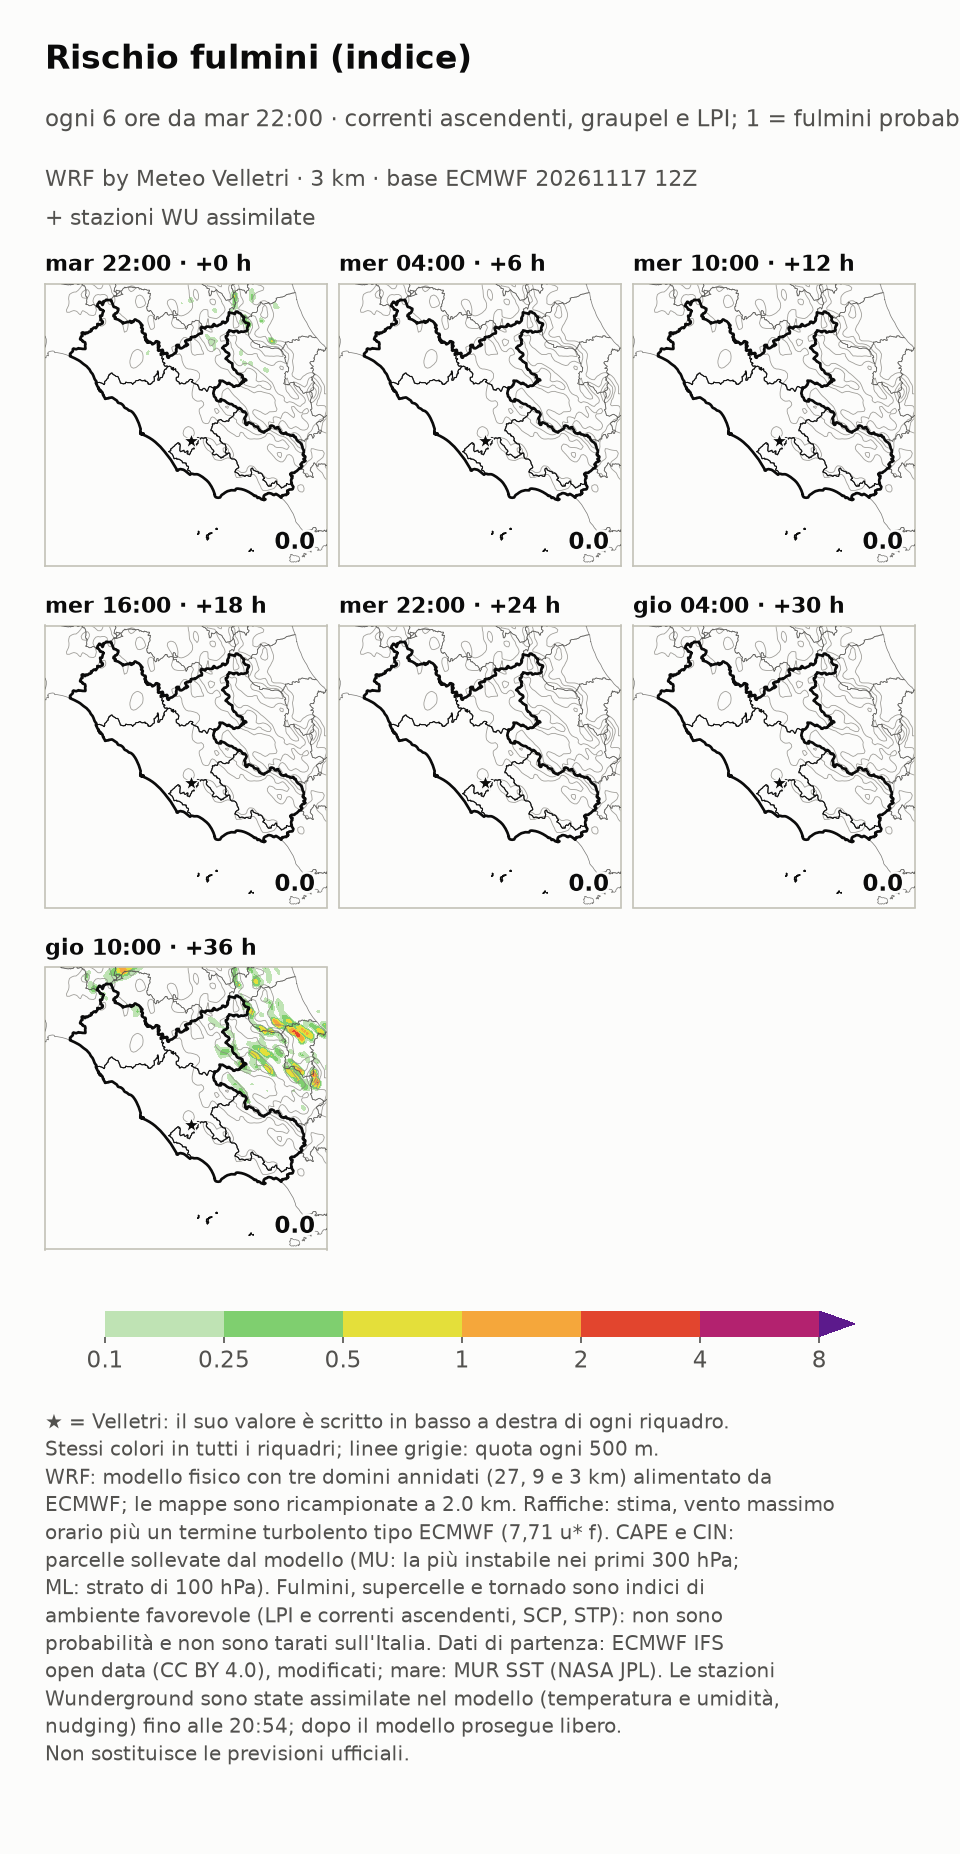 Rischio fulmini (indice)
ogni 6 ore da mar 22:00 · correnti ascendenti, graupel e LPI; 1 = fulmini probab
WRF by Meteo Velletri · 3 km · base ECMWF 20261117 12Z
+ stazioni WU assimilate
mar 22:00 · +0 h
mer 04:00 · +6 h
mer 10:00 · +12 h
0.0
0.0
0.0
mer 16:00 · +18 h
mer 22:00 · +24 h
gio 04:00 · +30 h
0.0
0.0
0.0
gio 10:00 · +36 h
0.0
0.1
0.25
0.5
1
2
4
8
★ = Velletri: il suo valore è scritto in basso a destra di ogni riquadro.
Stessi colori in tutti i riquadri; linee grigie: quota ogni 500 m.
WRF: modello fisico con tre domini annidati (27, 9 e 3 km) alimentato da
ECMWF; le mappe sono ricampionate a 2.0 km. Raffiche: stima, vento massimo
orario più un termine turbolento tipo ECMWF (7,71 u* f). CAPE e CIN:
parcelle sollevate dal modello (MU: la più instabile nei primi 300 hPa;
ML: strato di 100 hPa). Fulmini, supercelle e tornado sono indici di
ambiente favorevole (LPI e correnti ascendenti, SCP, STP): non sono
probabilità e non sono tarati sull'Italia. Dati di partenza: ECMWF IFS
open data (CC BY 4.0), modificati; mare: MUR SST (NASA JPL). Le stazioni
Wunderground sono state assimilate nel modello (temperatura e umidità,
nudging) fino alle 20:54; dopo il modello prosegue libero.
Non sostituisce le previsioni ufficiali.